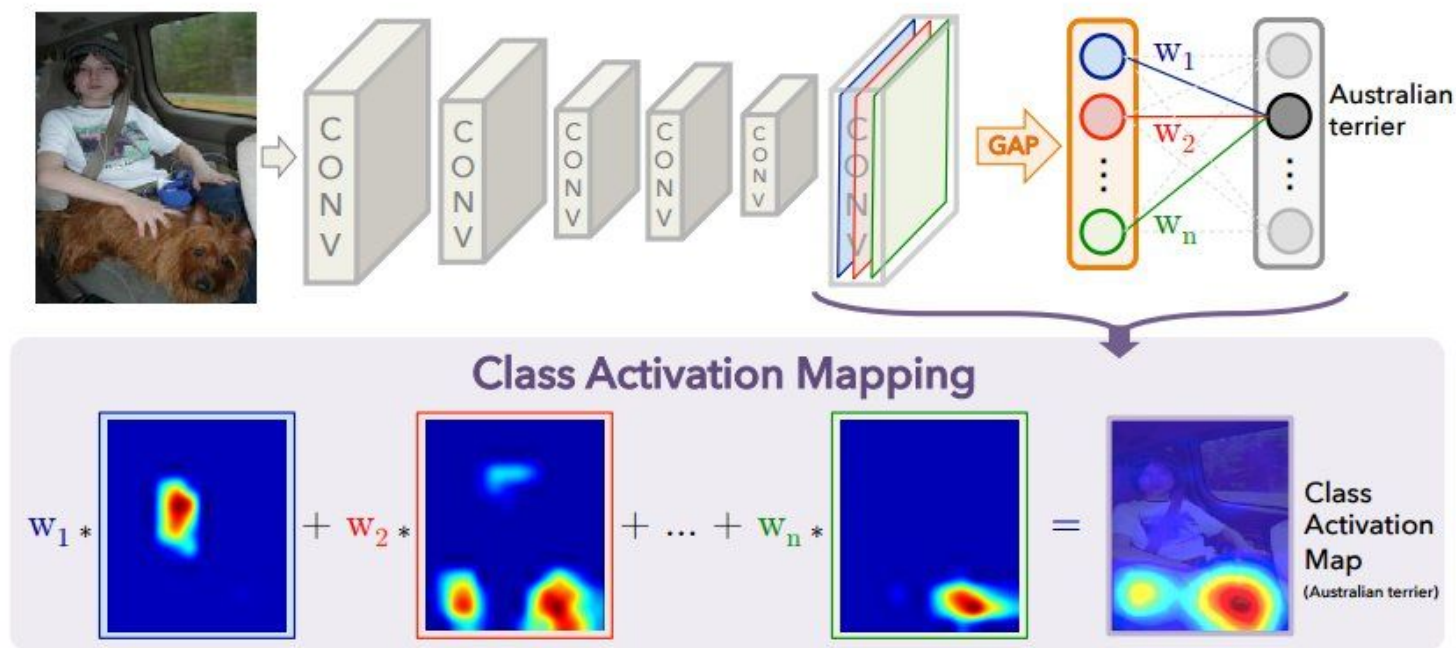 CONV
CONV
CONV
CONV
CONV
CONV
GAP
w1
w2
⋮
wn
⋮
Australian
terrier
Class Activation Mapping
w1 * + w2 * + ... + wn * =
Class
Activation
Map
(Australian terrier)